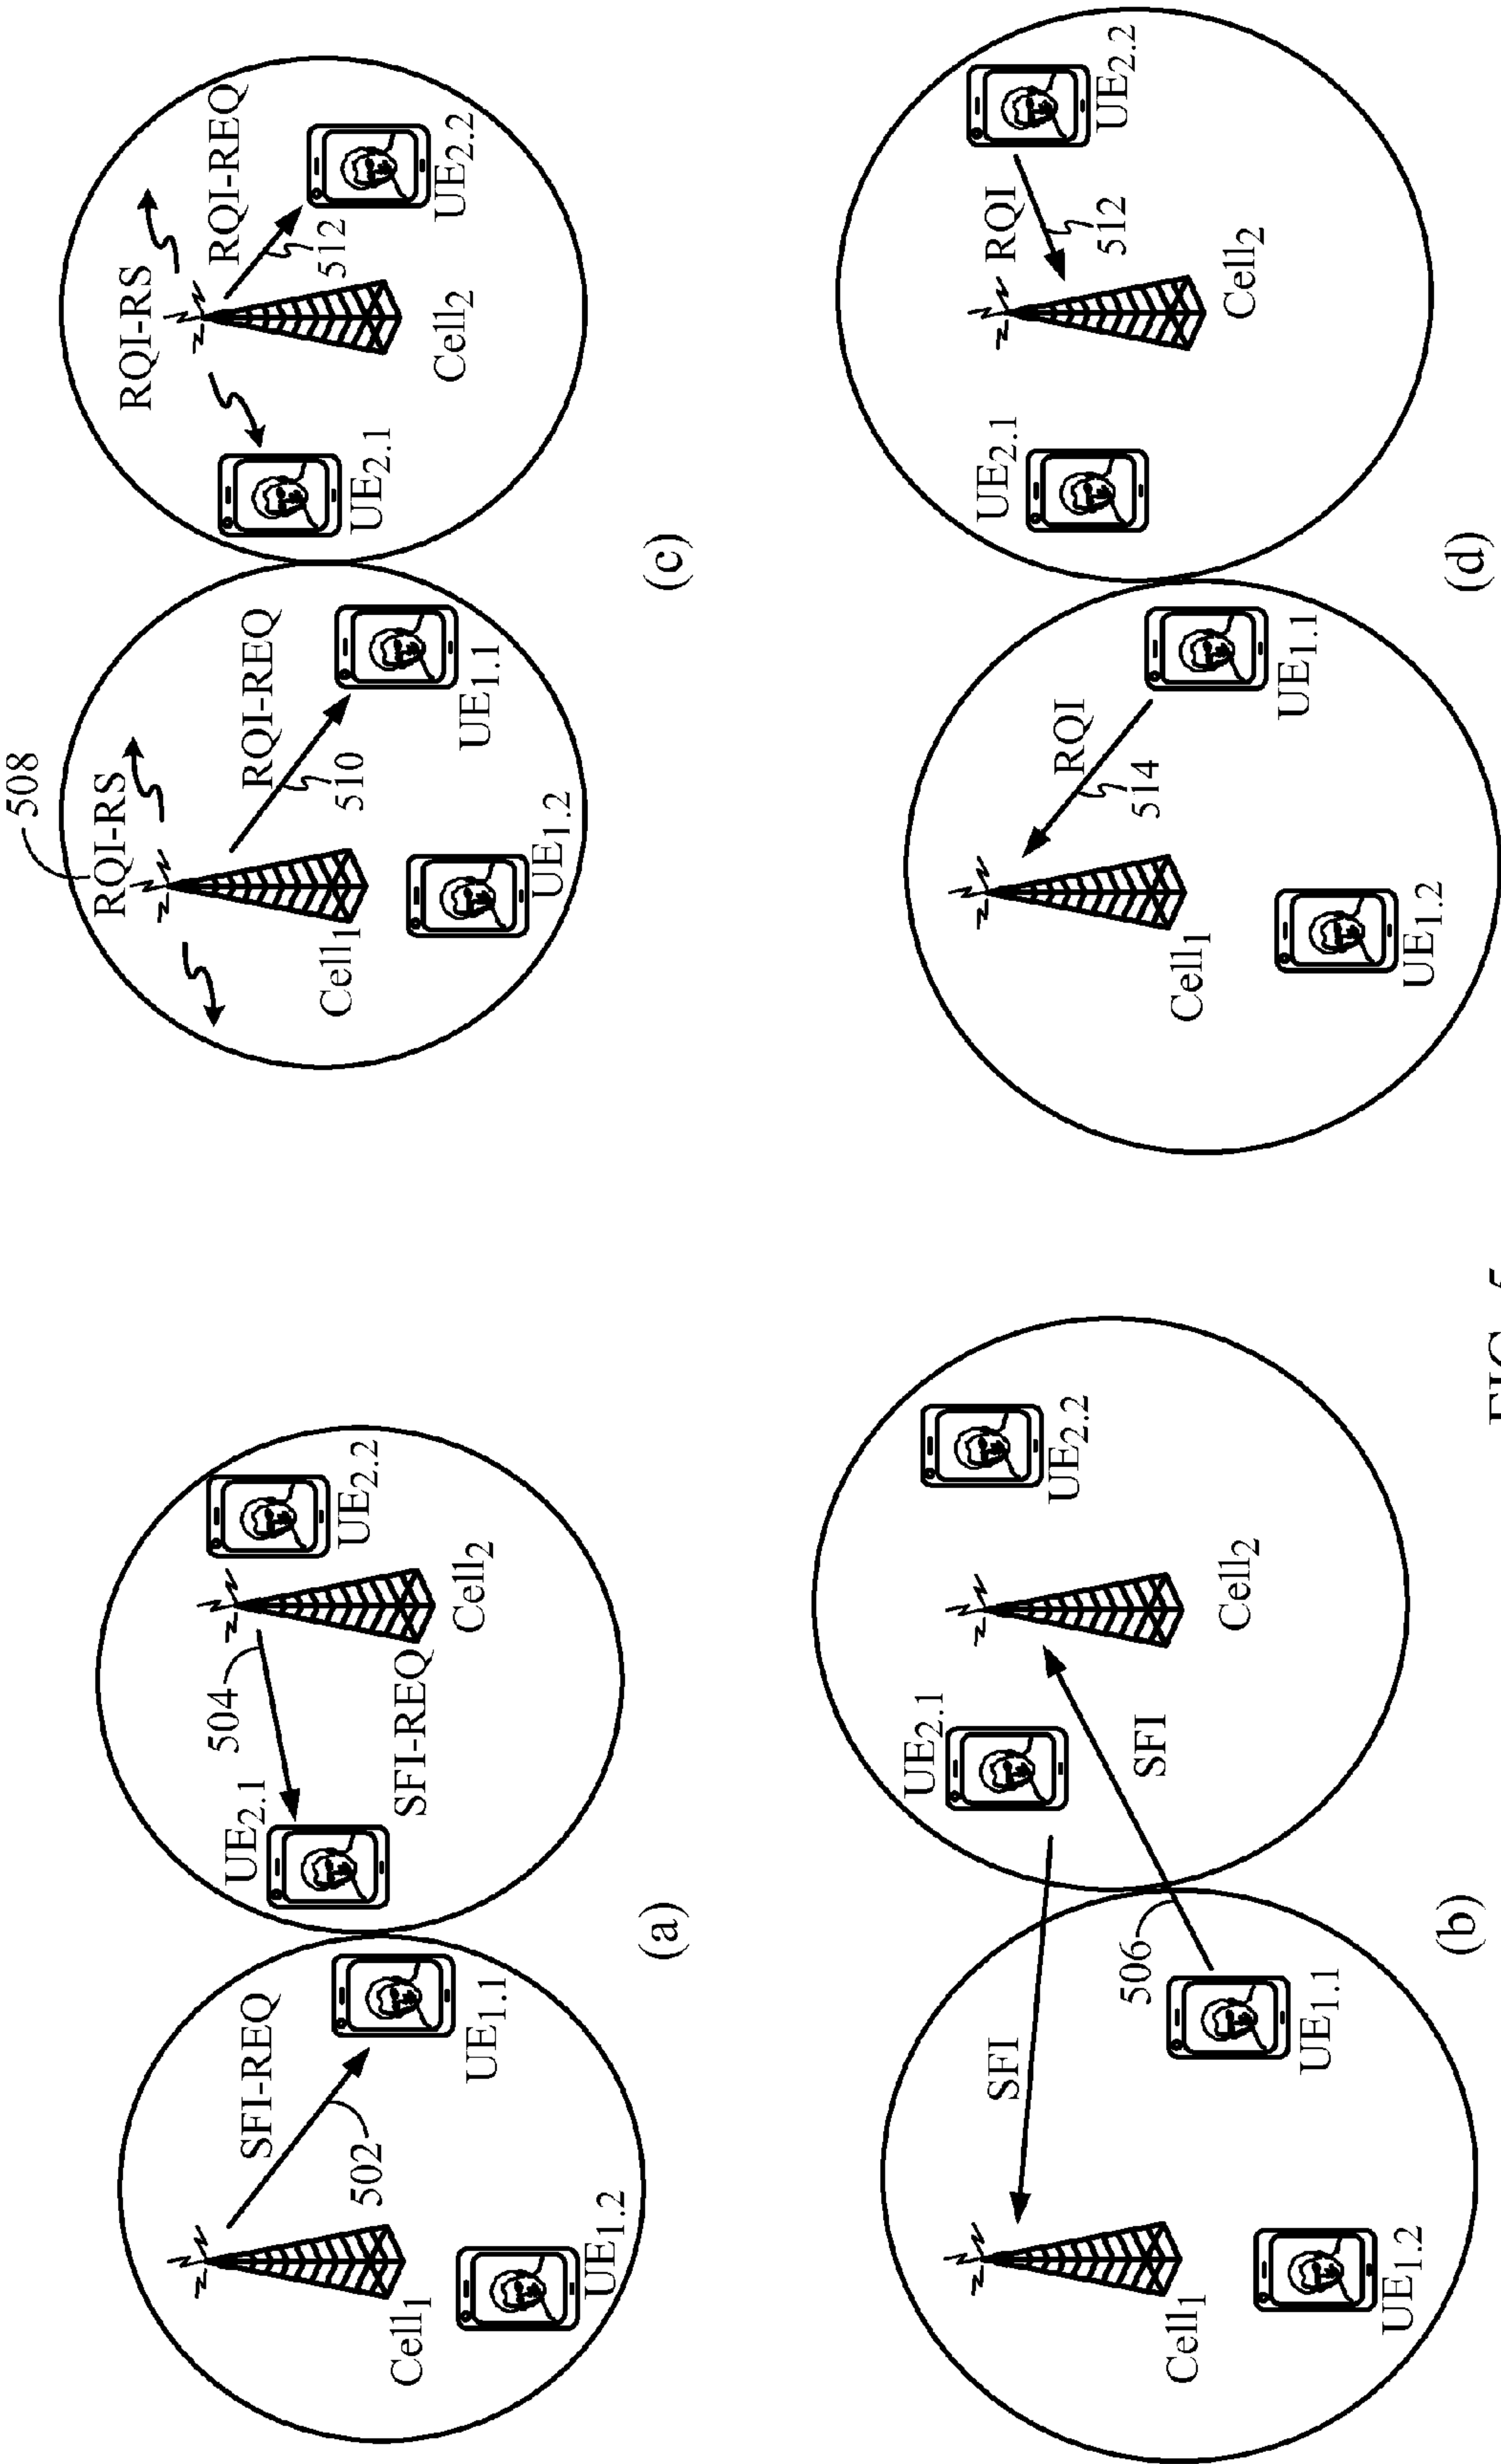 SFI-REQ
502
Cell1
UE1.1
UE1.2
UE2.1
504
SFI-REQ
UE2.2
Cell2
(a)
SFI
Cell1
UE1.2
506
UE1.1
UE2.1
SFI
UE2.2
Cell2
(b)
508
RQI-RS
RQI-REQ
510
Cell1
UE1.1
UE1.2
RQI-RS
RQI-REQ
512
UE2.1
UE2.2
Cell2
(c)
RQI
514
Cell1
UE1.1
UE1.2
UE2.1
RQI
512
UE2.2
Cell2
(d)
FIG. 5